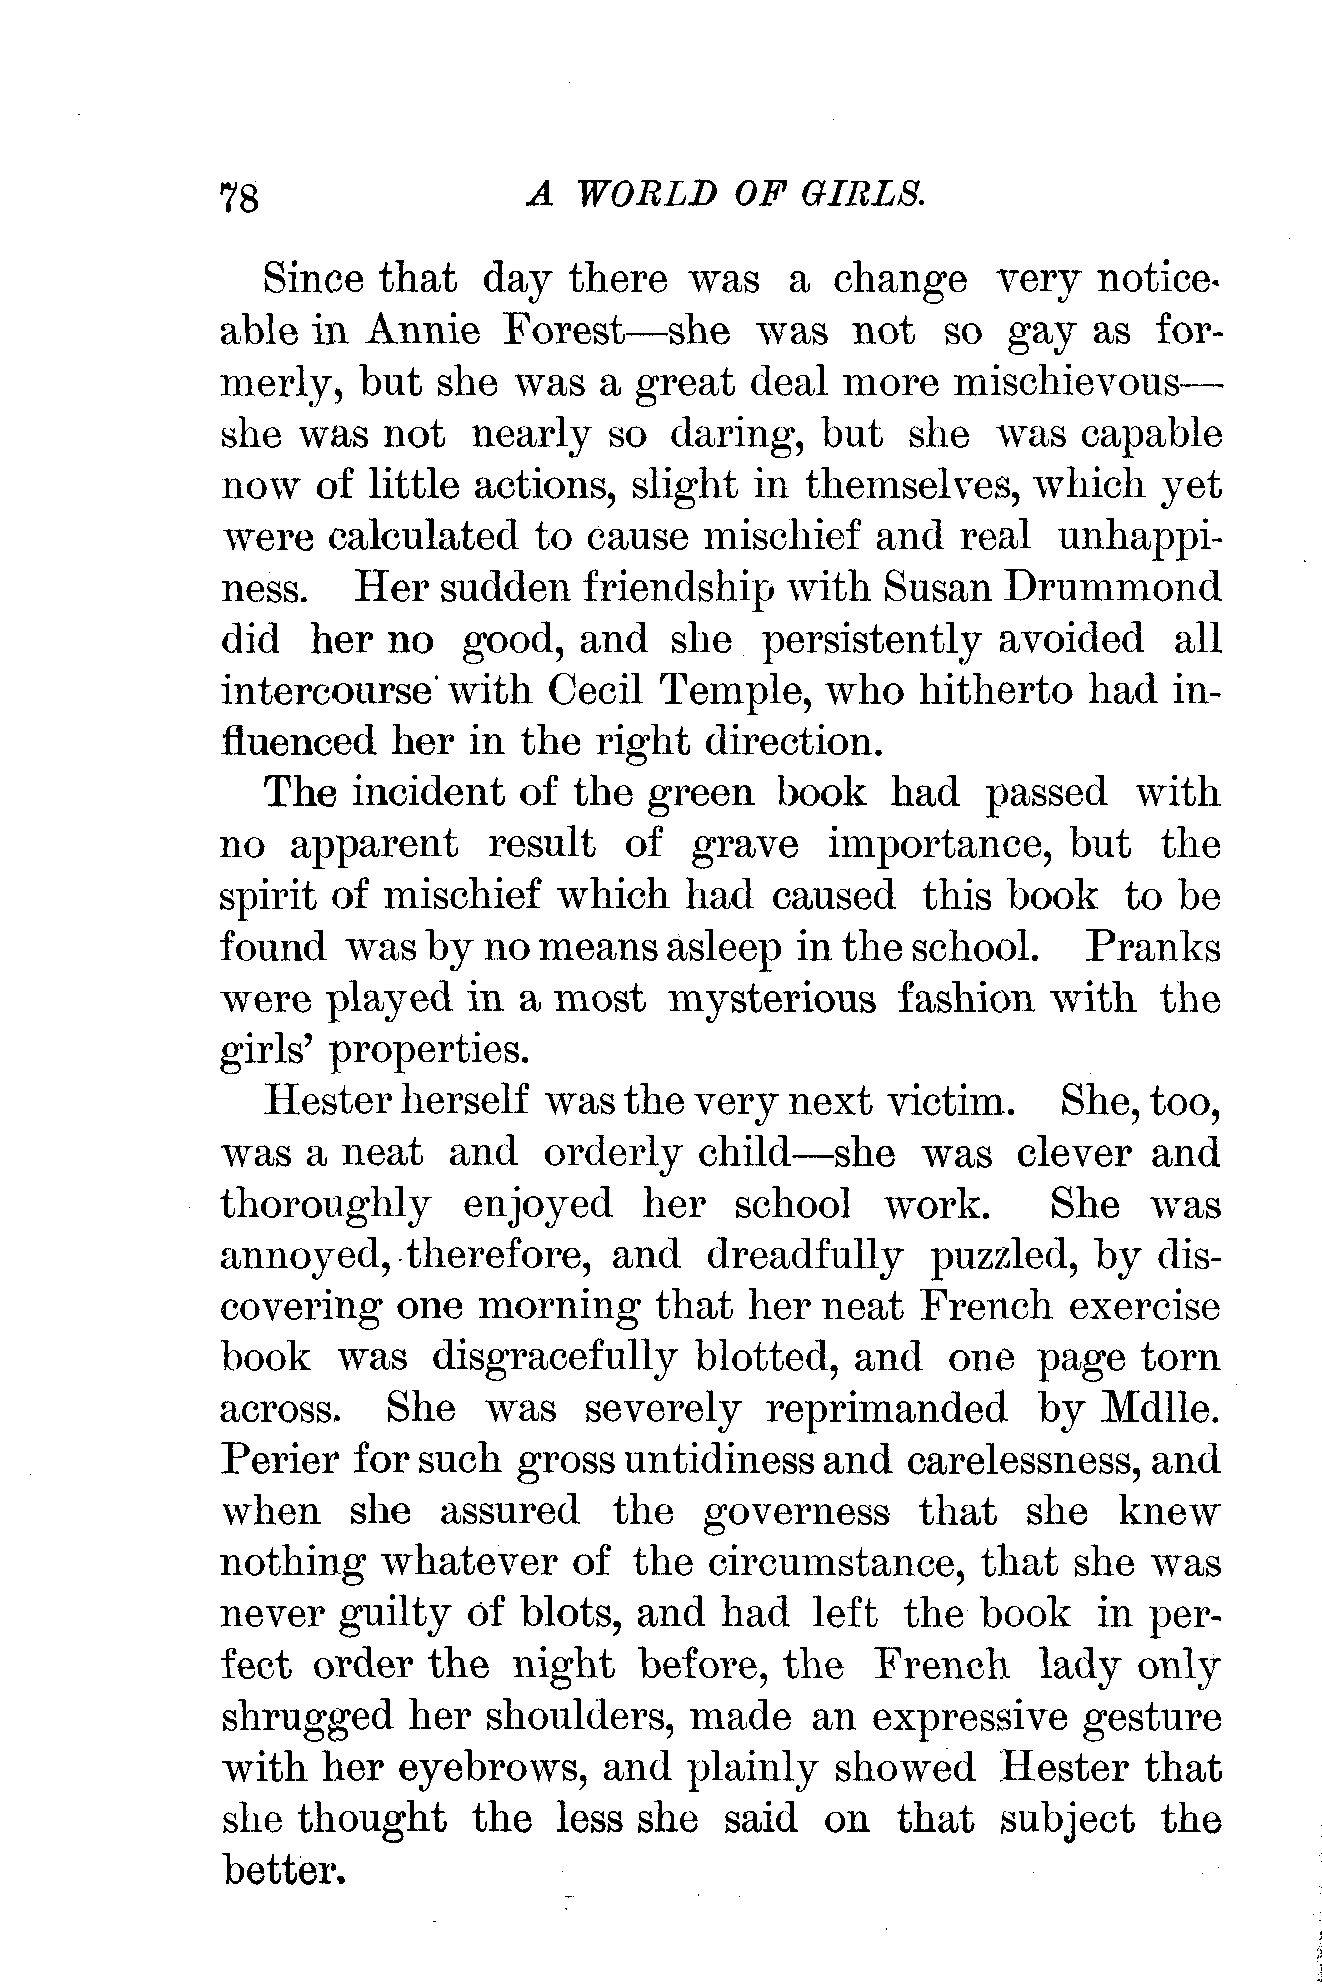 78 A WORLD OF GIRLS.
Since that day there was a change very notice-
able in Annie Forest—she was not so gay as for-
merly, but she was a great deal more mischievous—
she was not nearly so daring, but she was capable
now of little actions, slight in themselves, which yet
were calculated to cause mischief and real unhappi-
ness. Her sudden friendship with Susan Drummond
did her no good, and she persistently avoided all
intercourse with Cecil Temple, who hitherto had in-
fluenced her in the right direction.
The incident of the green book had passed with
no apparent result of grave importance, but the
spirit of mischief which had caused this book to be
found was by no means asleep in the school. Pranks
were played in a most mysterious fashion with the
girls' properties.
Hester herself was the very next victim. She, too,
was a neat and orderly child—she was clever and
thoroughly enjoyed her school work. She was
annoyed, therefore, and dreadfully puzzled, by dis-
covering one morning that her neat French exercise
book was disgracefully blotted, and one page torn
across. She was severely reprimanded by Mdlle.
Perier for such gross untidiness and carelessness, and
when she assured the governess that she knew
nothing whatever of the circumstance, that she was
never guilty of blots, and had left the book in per-
fect order the night before, the French lady only
shrugged her shoulders, made an expressive gesture
with her eyebrows, and plainly showed Hester that
she thought the less she said on that subject the
better.